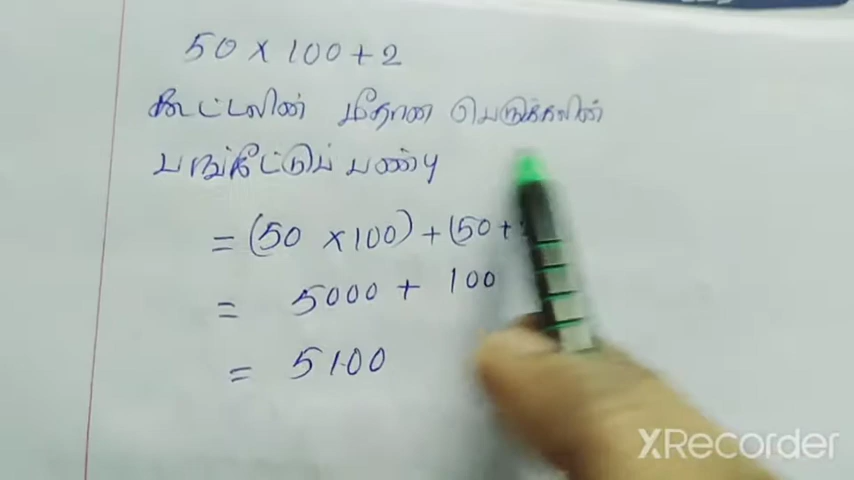 50 × 100 + 2
கூட்டலின் மீதான பெருக்கலின்
பங்கீட்டுப் பண்பு
= (50 × 100) + (50 +
= 5000 + 100
= 5100
XRecorder